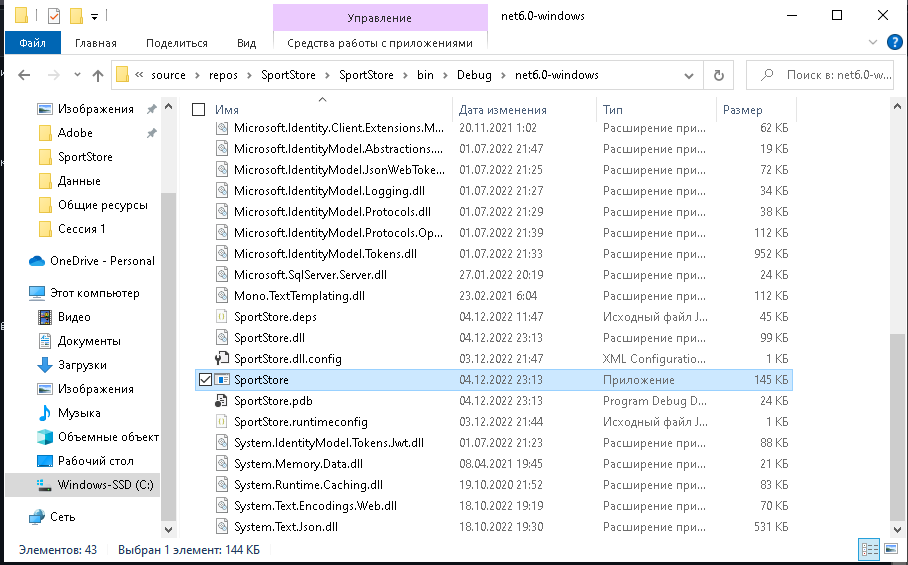 Управление
net6.0-windows
Файл
Главная
Поделиться
Вид
Средства работы с приложениями
« source › repos › SportStore › SportStore › bin › Debug › net6.0-windows
Поиск в: net6.0-w...
Изображения
Adobe
SportStore
Данные
Общие ресурсы
Сессия 1
OneDrive - Personal
Этот компьютер
Видео
Документы
Загрузки
Изображения
Музыка
Объемные объект
Рабочий стол
Windows-SSD (C:)
Сеть
Имя Дата изменения Тип Размер
Microsoft.Identity.Client.Extensions.M... 20.11.2021 1:02 Расширение при... 62 КБ
Microsoft.IdentityModel.Abstractions.... 01.07.2022 21:47 Расширение при... 19 КБ
Microsoft.IdentityModel.JsonWebToke... 01.07.2022 21:25 Расширение при... 72 КБ
Microsoft.IdentityModel.Logging.dll 01.07.2022 21:27 Расширение при... 34 КБ
Microsoft.IdentityModel.Protocols.dll 01.07.2022 21:29 Расширение при... 38 КБ
Microsoft.IdentityModel.Protocols.Op... 01.07.2022 21:39 Расширение при... 112 КБ
Microsoft.IdentityModel.Tokens.dll 01.07.2022 21:33 Расширение при... 952 КБ
Microsoft.SqlServer.Server.dll 27.01.2022 20:19 Расширение при... 24 КБ
Mono.TextTemplating.dll 23.02.2021 6:04 Расширение при... 112 КБ
SportStore.deps 04.12.2022 11:47 Исходный файл J... 45 КБ
SportStore.dll 04.12.2022 23:13 Расширение при... 99 КБ
SportStore.dll.config 03.12.2022 21:47 XML Configuratio... 1 КБ
SportStore 04.12.2022 23:13 Приложение 145 КБ
SportStore.pdb 04.12.2022 23:13 Program Debug D... 24 КБ
SportStore.runtimeconfig 03.12.2022 21:44 Исходный файл J... 1 КБ
System.IdentityModel.Tokens.Jwt.dll 01.07.2022 21:23 Расширение при... 88 КБ
System.Memory.Data.dll 08.04.2021 19:45 Расширение при... 21 КБ
System.Runtime.Caching.dll 19.10.2020 21:52 Расширение при... 83 КБ
System.Text.Encodings.Web.dll 18.10.2022 19:19 Расширение при... 70 КБ
System.Text.Json.dll 18.10.2022 19:30 Расширение при... 531 КБ
Элементов: 43 Выбран 1 элемент: 144 КБ